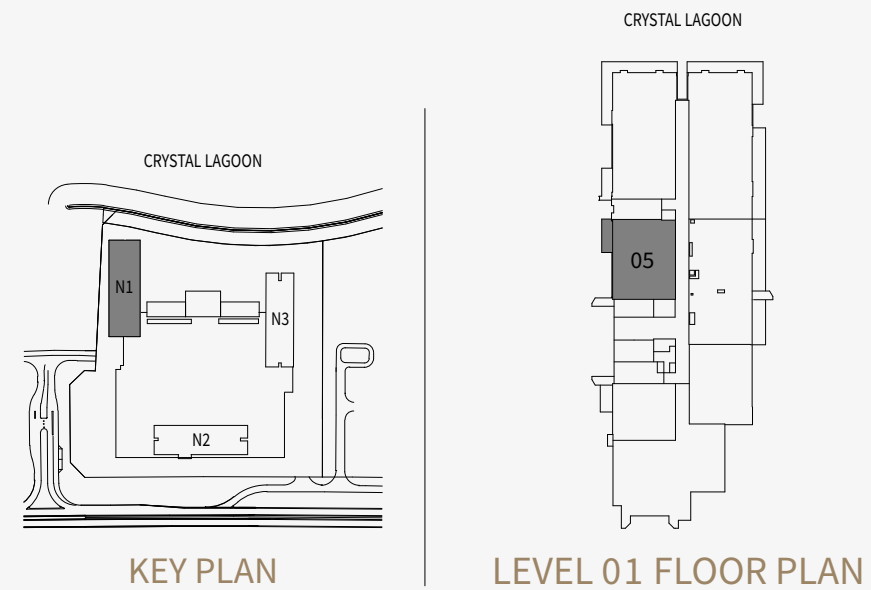 CRYSTAL LAGOON
N1
N3
N2
KEY PLAN
CRYSTAL LAGOON
05
LEVEL 01 FLOOR PLAN